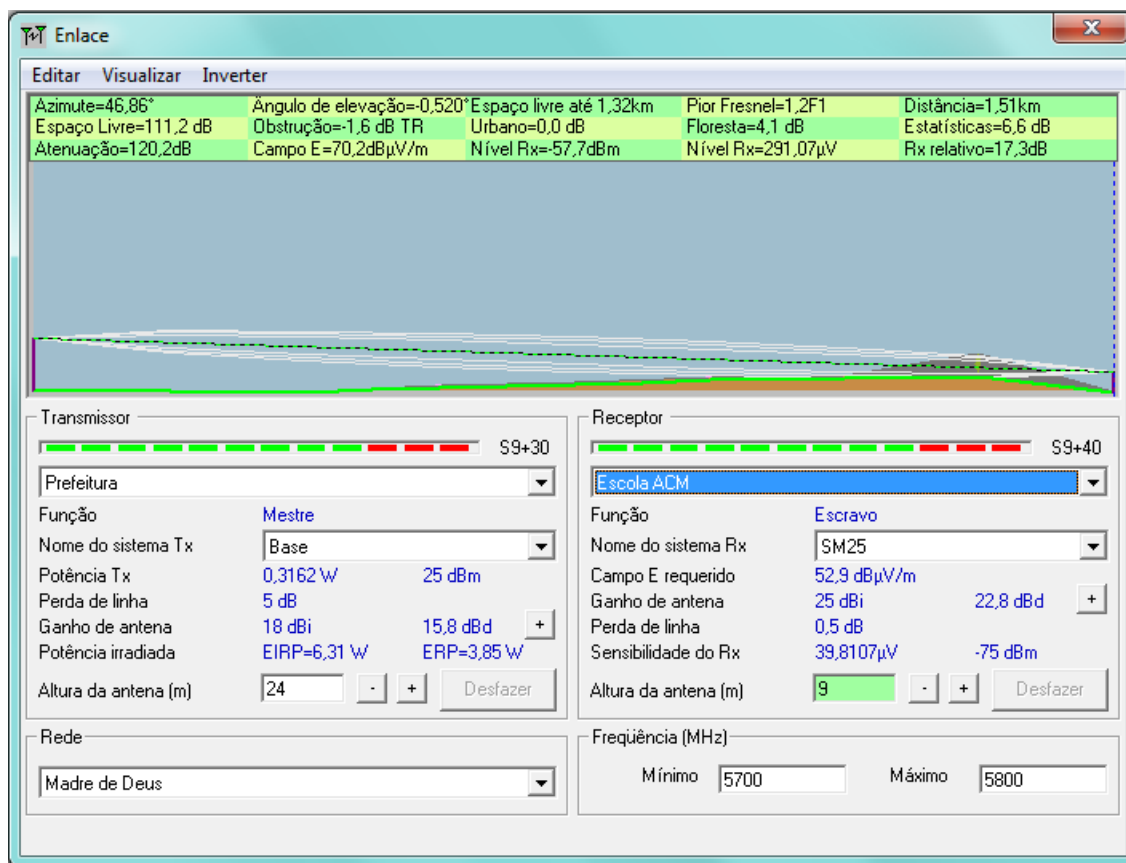 Enlace
Editar Visualizar Inverter
Azimute=46,86° Ângulo de elevação=-0,520° Espaço livre até 1,32km Pior Fresnel=1,2F1 Distância=1,51km
Espaço Livre=111,2 dB Obstrução=-1,6 dB TR Urbano=0,0 dB Floresta=4,1 dB Estatísticas=6,6 dB
Atenuação=120,2dB Campo E=70,2dBµV/m Nível Rx=-57,7dBm Nível Rx=291,07µV Rx relativo=17,3dB
Transmissor
S9+30
Prefeitura
Função Mestre
Nome do sistema Tx Base
Potência Tx 0,3162 W 25 dBm
Perda de linha 5 dB
Ganho de antena 18 dBi 15,8 dBd +
Potência irradiada EIRP=6,31 W ERP=3,85 W
Altura da antena (m) 24 - + Desfazer
Rede
Madre de Deus
Receptor
S9+40
Escola ACM
Função Escravo
Nome do sistema Rx SM25
Campo E requerido 52,9 dBµV/m
Ganho de antena 25 dBi 22,8 dBd +
Perda de linha 0,5 dB
Sensibilidade do Rx 39,8107µV -75 dBm
Altura da antena (m) 9 - + Desfazer
Freqüência (MHz)
Mínimo 5700 Máximo 5800